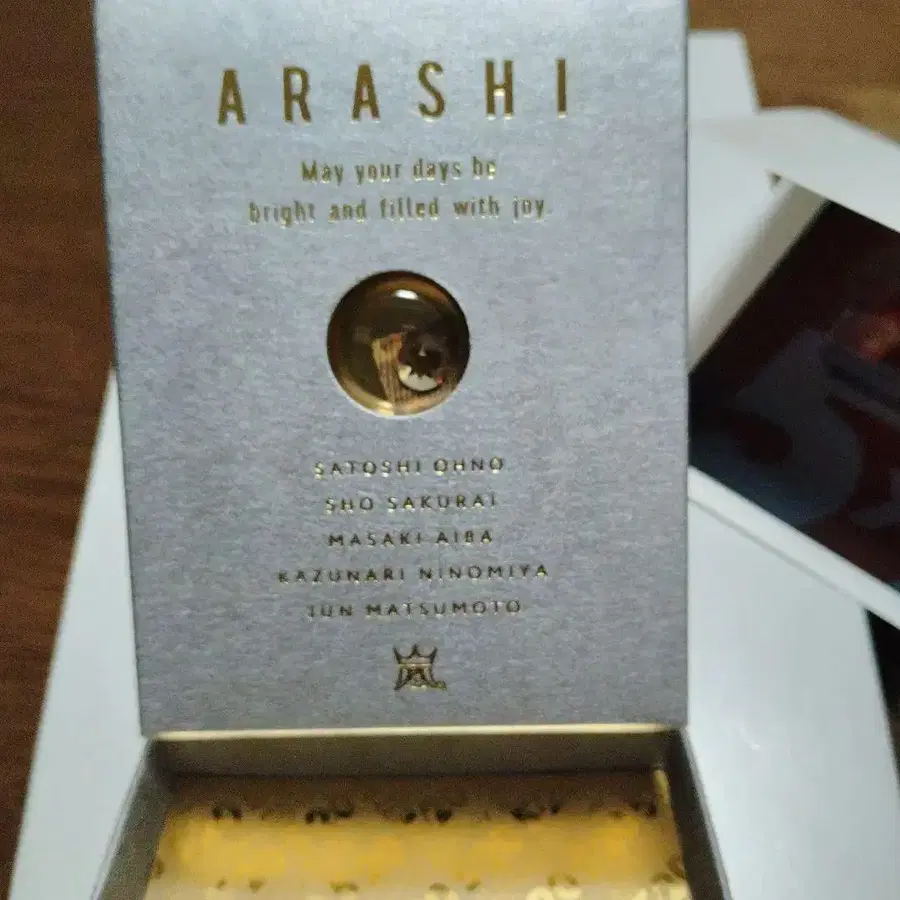 ARASHI
May your days be
bright and filled with joy.
SATOSHI OHNO
SHO SAKURAI
MASAKI AIBA
KAZUNARI NINOMIYA
JUN MATSUMOTO